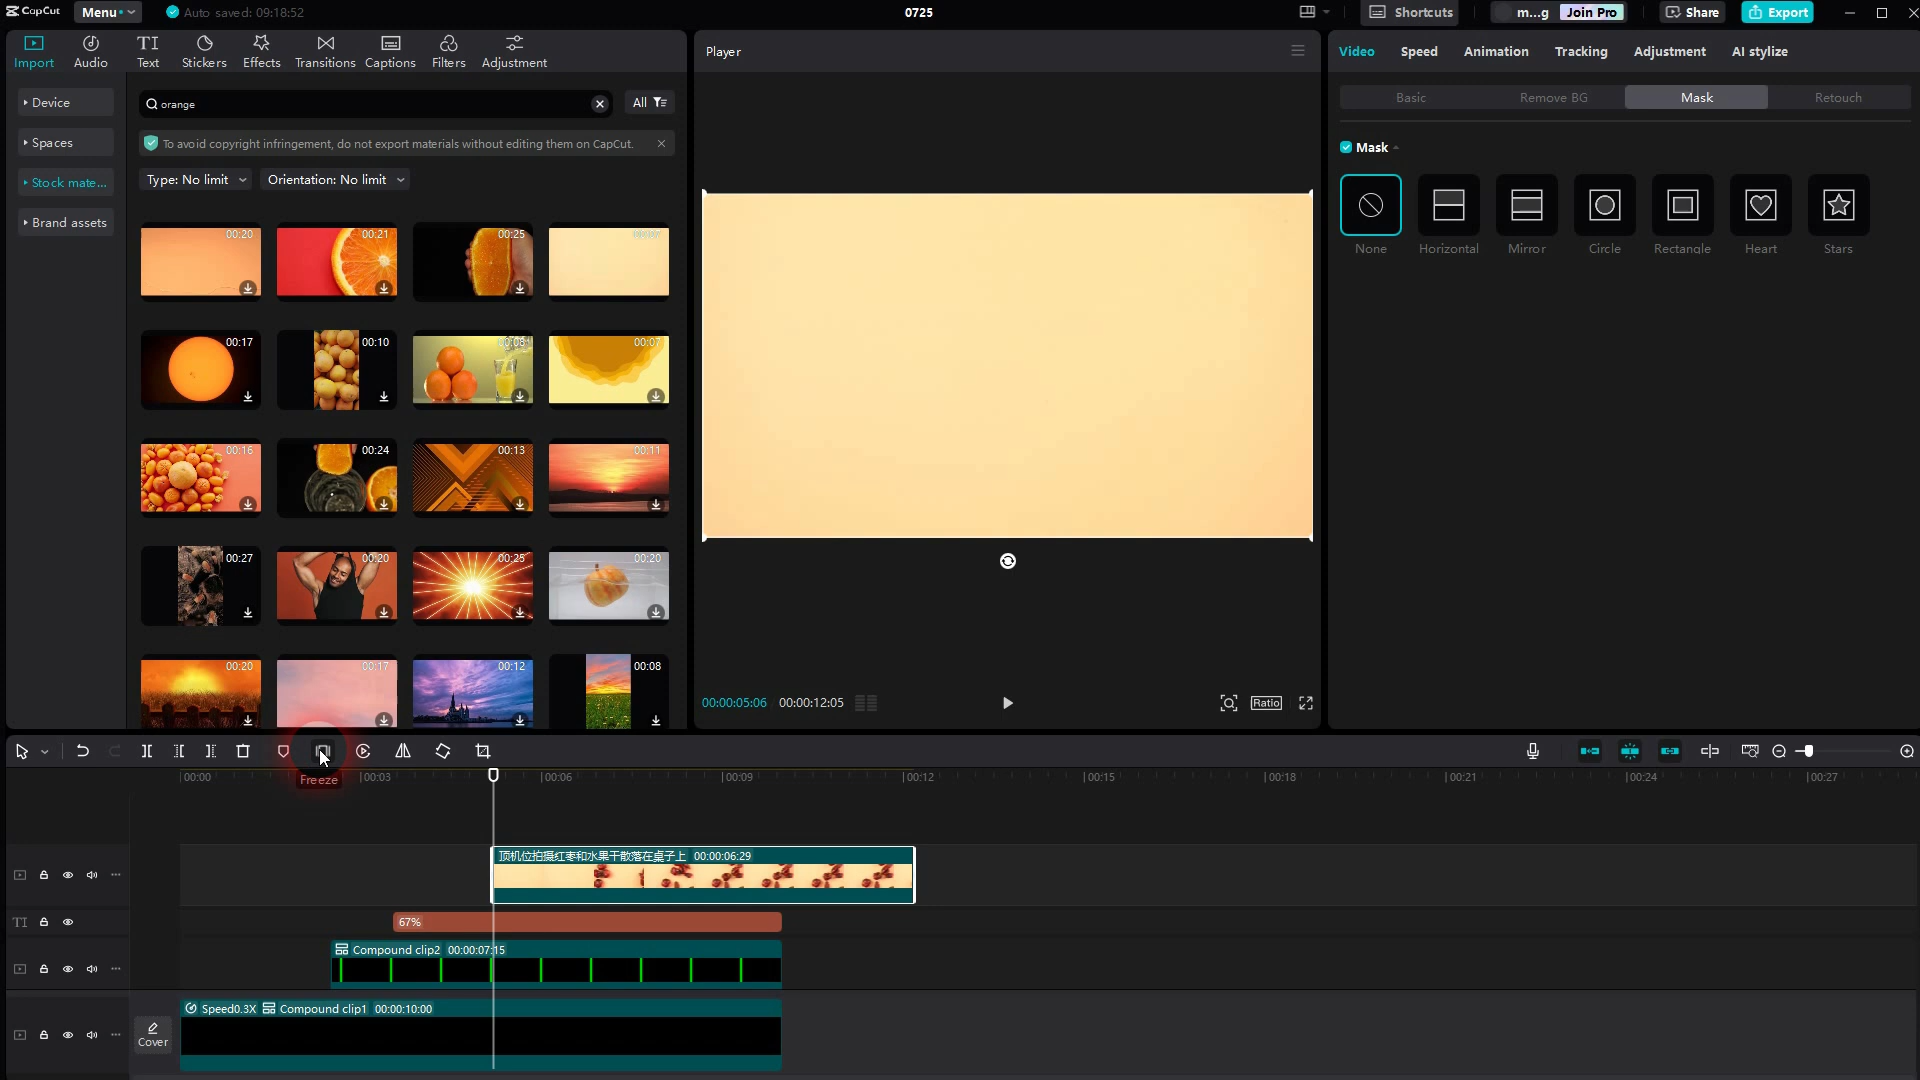 CapCut
Menu
Auto saved: 09:18:52
0725
Shortcuts
m...g
Join Pro
Share
Export
Import
Audio
Text
Stickers
Effects
Transitions
Captions
Filters
Adjustment
Player
Video
Speed
Animation
Tracking
Adjustment
AI stylize
Device
Spaces
Stock mate...
Brand assets
orange
All
To avoid copyright infringement, do not export materials without editing them on CapCut.
Type: No limit
Orientation: No limit
00:20
00:21
00:25
00:17
00:10
00:08
00:07
00:16
00:24
00:13
00:11
00:27
00:20
00:25
00:20
00:20
00:17
00:12
00:08
Basic
Remove BG
Mask
Retouch
Mask
None
Horizontal
Mirror
Circle
Rectangle
Heart
Stars
00:00:05:06
00:00:12:05
Ratio
Freeze
00:00
00:03
00:06
00:09
00:12
00:15
00:18
00:21
00:24
00:27
顶机位拍摄红枣和水果干散落在桌子上 00:00:06:29
TI
67%
Compound clip2 00:00:07:15
Speed0.3X Compound clip1 00:00:10:00
Cover